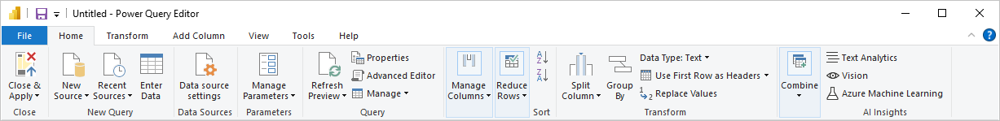 Untitled - Power Query Editor
File Home Transform Add Column View Tools Help
Close & Apply
Close
New Source
Recent Sources
Enter Data
New Query
Data source settings
Data Sources
Manage Parameters
Parameters
Refresh Preview
Properties
Advanced Editor
Manage
Query
Manage Columns
Reduce Rows
A
Z
Z
A
Sort
Split Column
Group By
Data Type: Text
Use First Row as Headers
1
2
Replace Values
Transform
Combine
Text Analytics
Vision
Azure Machine Learning
AI Insights